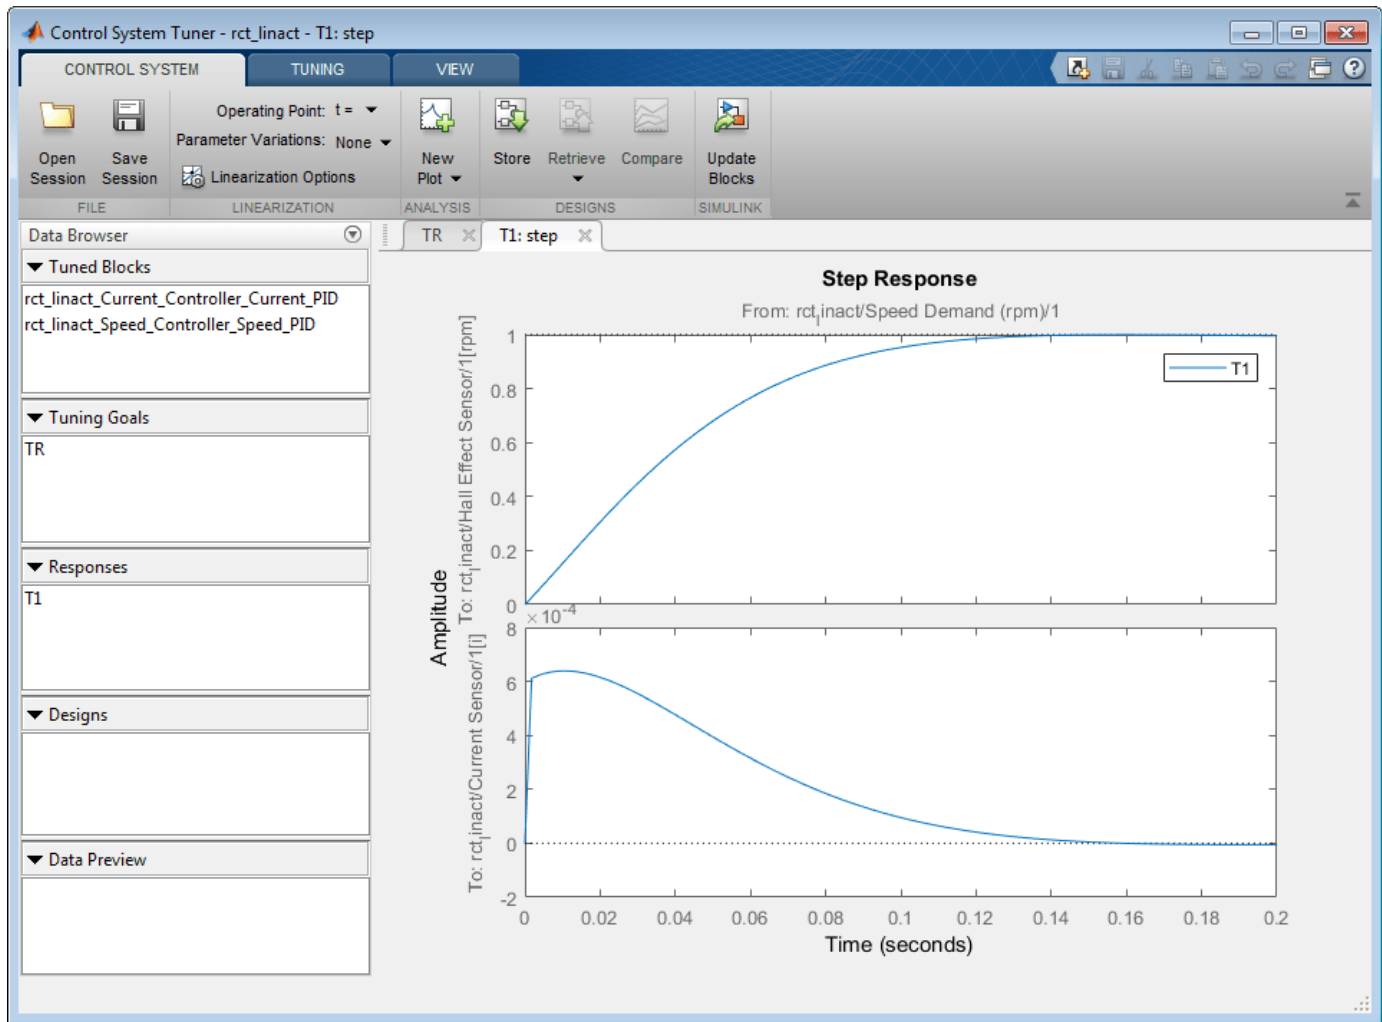 Control System Tuner - rct_linact - T1: step
CONTROL SYSTEM
TUNING
VIEW
Open Session
Save Session
Operating Point: t =
Parameter Variations: None
Linearization Options
New Plot
Store
Retrieve
Compare
Update Blocks
FILE
LINEARIZATION
ANALYSIS
DESIGNS
SIMULINK
Data Browser
Tuned Blocks
rct_linact_Current_Controller_Current_PID
rct_linact_Speed_Controller_Speed_PID
Tuning Goals
TR
Responses
T1
Designs
Data Preview
TR
T1: step
Step Response
From: rct_linact/Speed Demand (rpm)/1
T1
Amplitude
To: rct_linact/Hall Effect Sensor/1[rpm]
1
0.8
0.6
0.4
0.2
0
×10^-4
To: rct_linact/Current Sensor/1[i]
8
6
4
2
0
-2
0 0.02 0.04 0.06 0.08 0.1 0.12 0.14 0.16 0.18 0.2
Time (seconds)